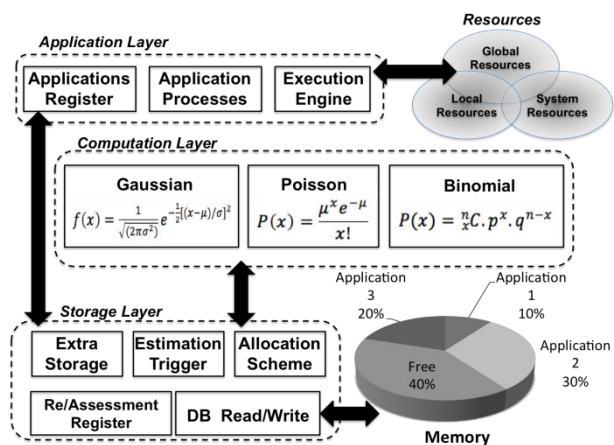 Resources
Application Layer
Global
Resources
Applications
Register
Application
Processes
Execution
Engine
Local
Resources
System
Resources
Computation Layer
Gaussian
f(x) = 1/√(2πσ²) e^{-1/2[(x-μ)/σ]^2}
Poisson
P(x) = μ^x e^{-μ}/x!
Binomial
P(x) = ^n_x C.p^x.q^{n-x}
Storage Layer
Extra
Storage
Estimation
Trigger
Allocation
Scheme
Re/Assessment
Register
DB Read/Write
Application
3
20%
Application
1
10%
Application
2
30%
Free
40%
Memory